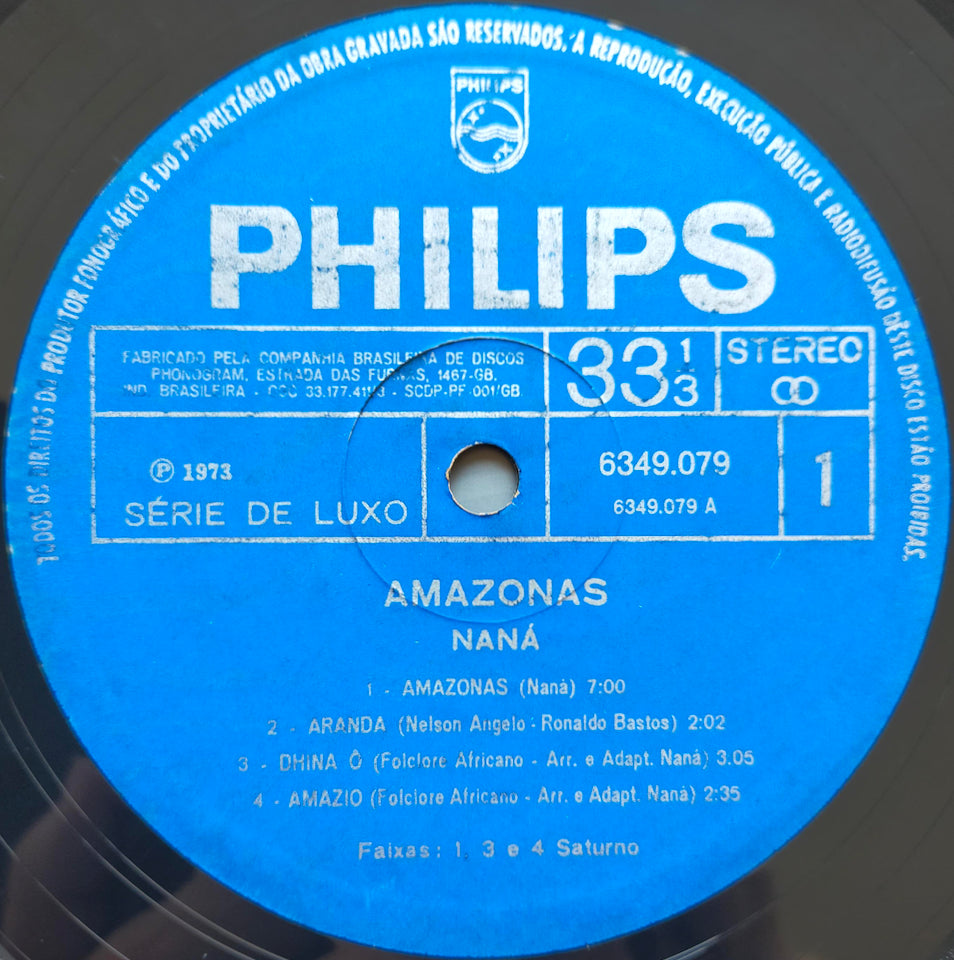 TODOS OS DIREITOS DO PRODUTOR FONOGRÁFICO E DO PROPRIETÁRIO DA OBRA GRAVADA SÃO RESERVADOS. A REPRODUÇÃO, EXECUÇÃO PÚBLICA E RADIODIFUSÃO DÊSTE DISCO ESTÃO PROIBIDAS.
PHILIPS
PHILIPS
FABRICADO PELA COMPANHIA BRASILEIRA DE DISCOS
PHONOGRAM, ESTRADA DAS FURNAS, 1467-GB.
IND. BRASILEIRA - CGC 33.177.411/3 - SCDP-PF-001/GB.
33 1/3
STEREO
Ⓟ 1973
SÉRIE DE LUXO
6349.079
6349.079 A
1
AMAZONAS
NANÁ
1 - AMAZONAS (Naná) 7:00
2 - ARANDA (Nelson Angelo - Ronaldo Bastos) 2:02
3 - DHINA Ô (Folclore Africano - Arr. e Adapt. Naná) 3.05
4 - AMAZIO (Folclore Africano - Arr. e Adapt. Naná) 2:35
Faixas: 1, 3 e 4 Saturno